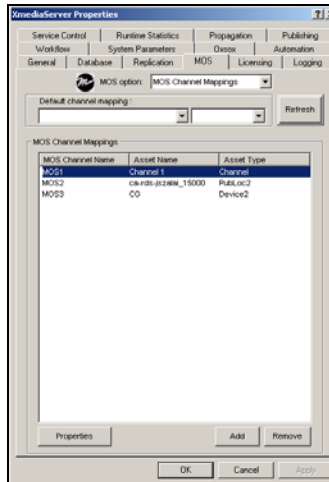 XmediaServer Properties
Service Control Runtime Statistics Propagation Publishing
Workflow System Parameters Oxsox Automation
General Database Replication MOS Licensing Logging
MOS option: MOS Channel Mappings
Default channel mapping :
Refresh
MOS Channel Mappings
MOS Channel Name Asset Name Asset Type
MOS1 Channel 1 Channel
MOS2 ca-rds-jszalai_15000 PubLoc2
MOS3 CG Device2
Properties Add Remove
OK Cancel Apply